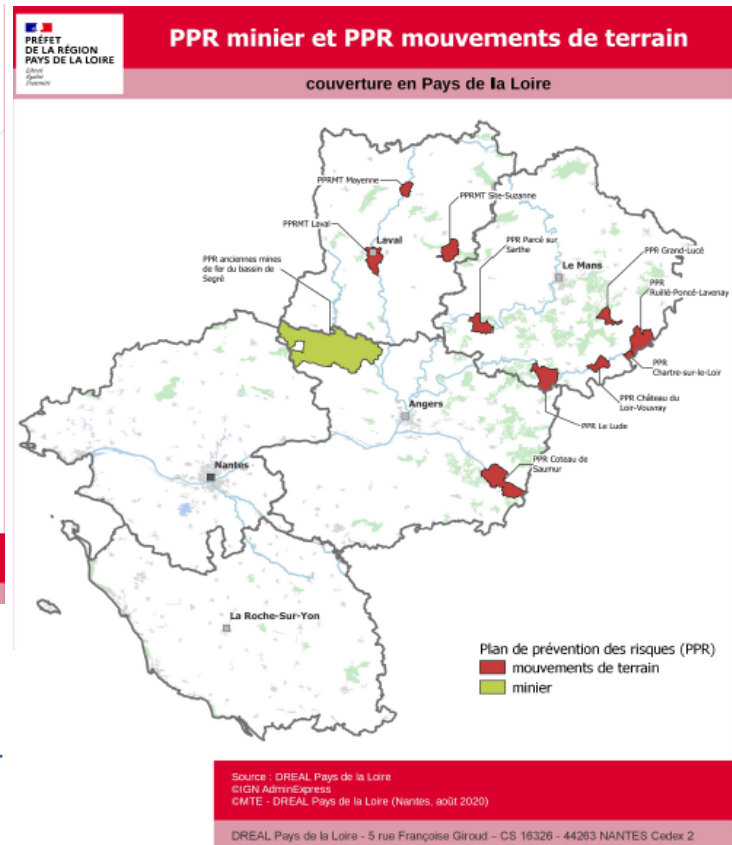 PRÉFET
DE LA RÉGION
PAYS DE LA LOIRE
Liberté
Égalité
Fraternité
PPR minier et PPR mouvements de terrain
couverture en Pays de la Loire
PPRMT Mayenne
PPRMT Ste-Suzanne
PPRMT Laval
Laval
PPR Parcé sur
Sarthe
PPR Grand-Lucé
PPR anciennes mines
de fer du bassin de
Segré
Le Mans
PPR
Ruillé-Poncé-Lavenay
PPR
Chartre-sur-le-Loir
PPR Château du
Loir-Vouvray
Angers
PPR Le Lude
PPR Coteau de
Saumur
Nantes
La Roche-Sur-Yon
Plan de prévention des risques (PPR)
mouvements de terrain
minier
Source : DREAL Pays de la Loire
©IGN AdminExpress
©MTE - DREAL Pays de la Loire (Nantes, août 2020)
DREAL Pays de la Loire - 5 rue Françoise Giroud – CS 16326 - 44263 NANTES Cedex 2